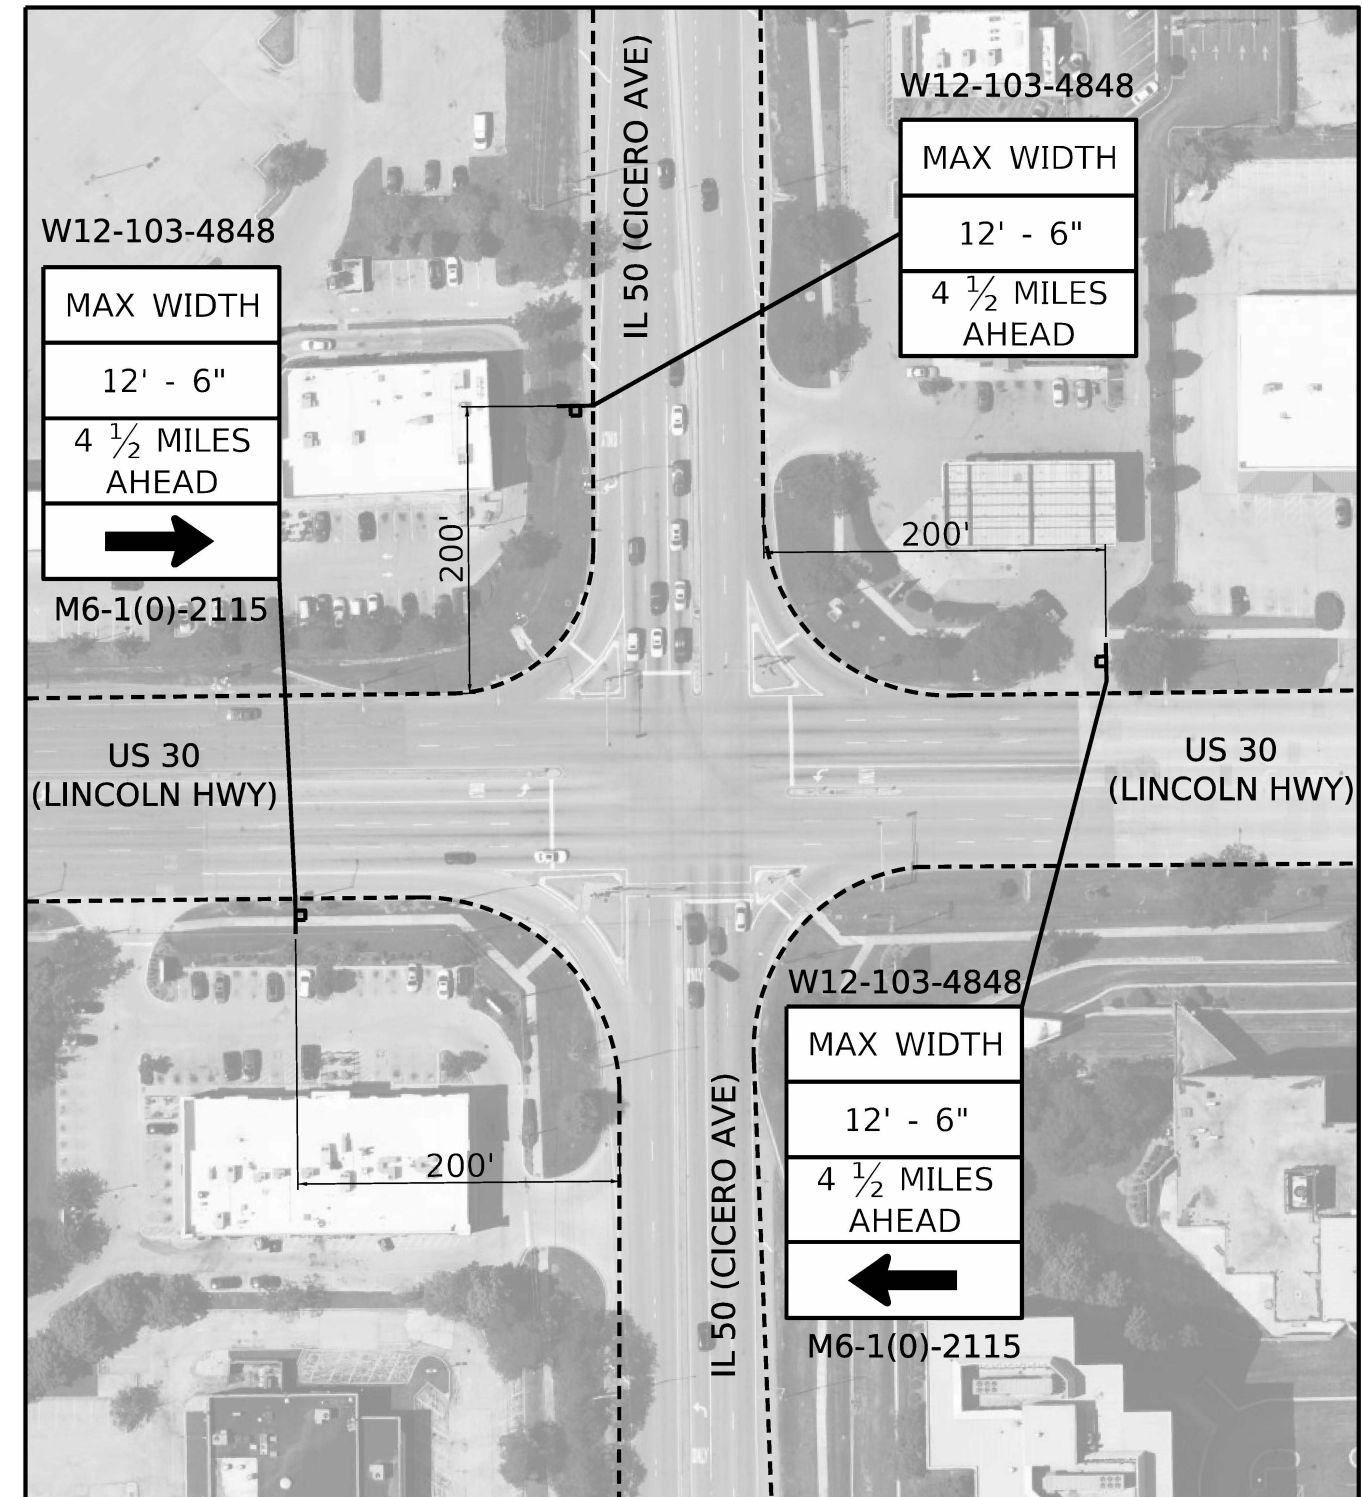 IL 50 (CICERO AVE)
W12-103-4848
MAX WIDTH
12' - 6"
4 ½ MILES
AHEAD
W12-103-4848
MAX WIDTH
12' - 6"
4 ½ MILES
AHEAD
M6-1(0)-2115
200'
200'
US 30
(LINCOLN HWY)
US 30
(LINCOLN HWY)
W12-103-4848
MAX WIDTH
12' - 6"
4 ½ MILES
AHEAD
M6-1(0)-2115
IL 50 (CICERO AVE)
200'